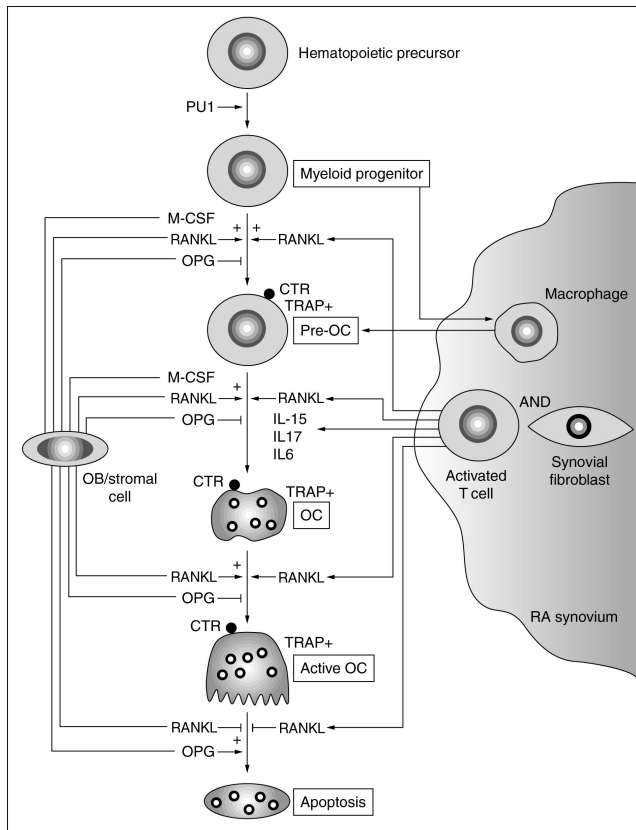 Hematopoietic precursor
PU1
Myeloid progenitor
M-CSF
+ +
RANKL RANKL
OPG
CTR
TRAP+
Macrophage
Pre-OC
M-CSF
+
RANKL RANKL
OPG
IL-15
IL17
IL6
AND
Activated
T cell
Synovial
fibroblast
OB/stromal
cell
CTR
TRAP+
OC
+
RANKL RANKL
OPG
CTR
TRAP+
Active OC
RA synovium
RANKL RANKL
+
OPG
Apoptosis